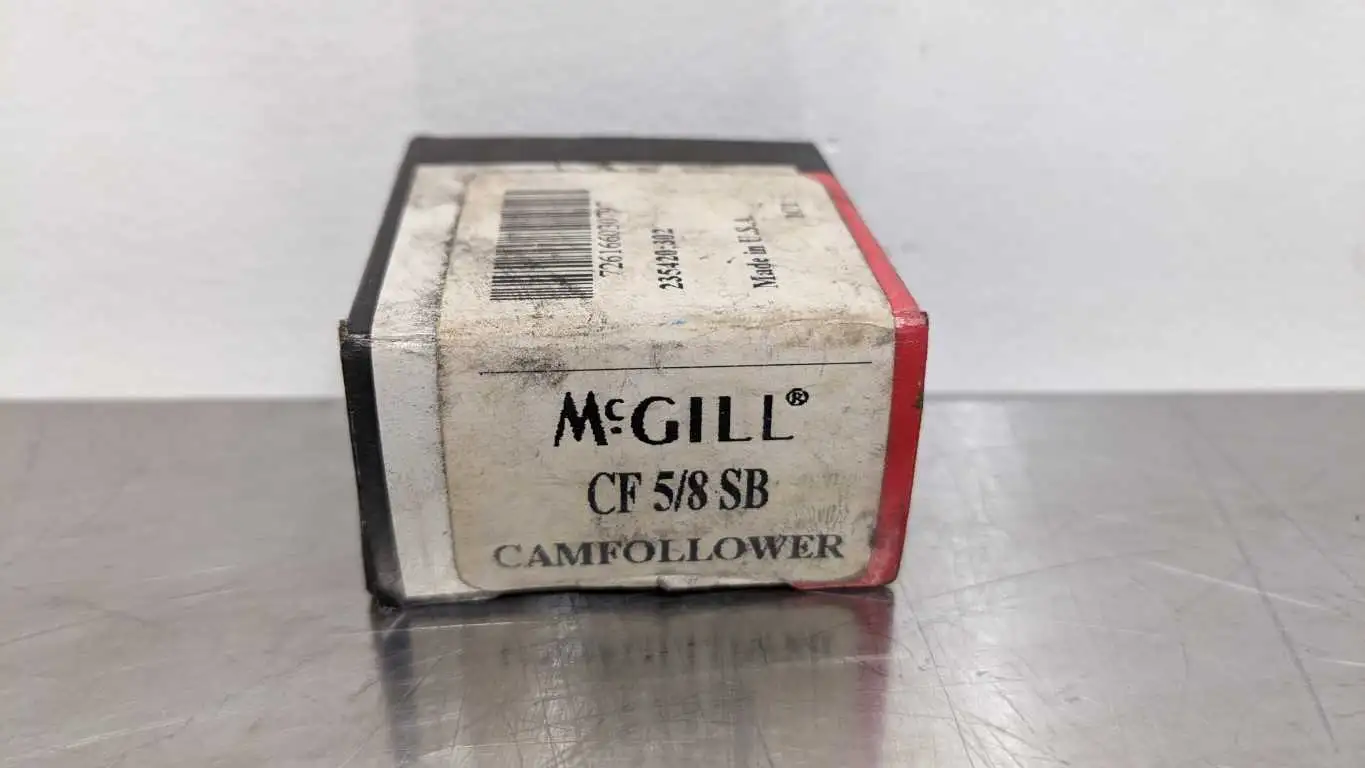 235420:302
Made in U.S.A.
McGILL®
CF 5/8 SB
CAMFOLLOWER